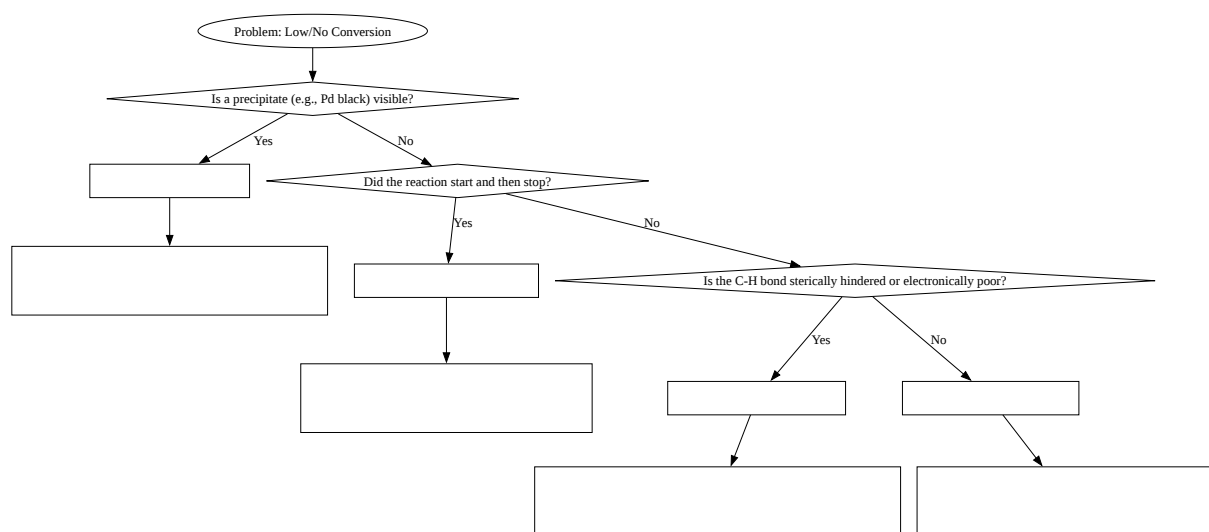 Problem: Low/No Conversion
Is a precipitate (e.g., Pd black) visible?
Yes
No
Did the reaction start and then stop?
Yes
No
Is the C-H bond sterically hindered or electronically poor?
Yes
No